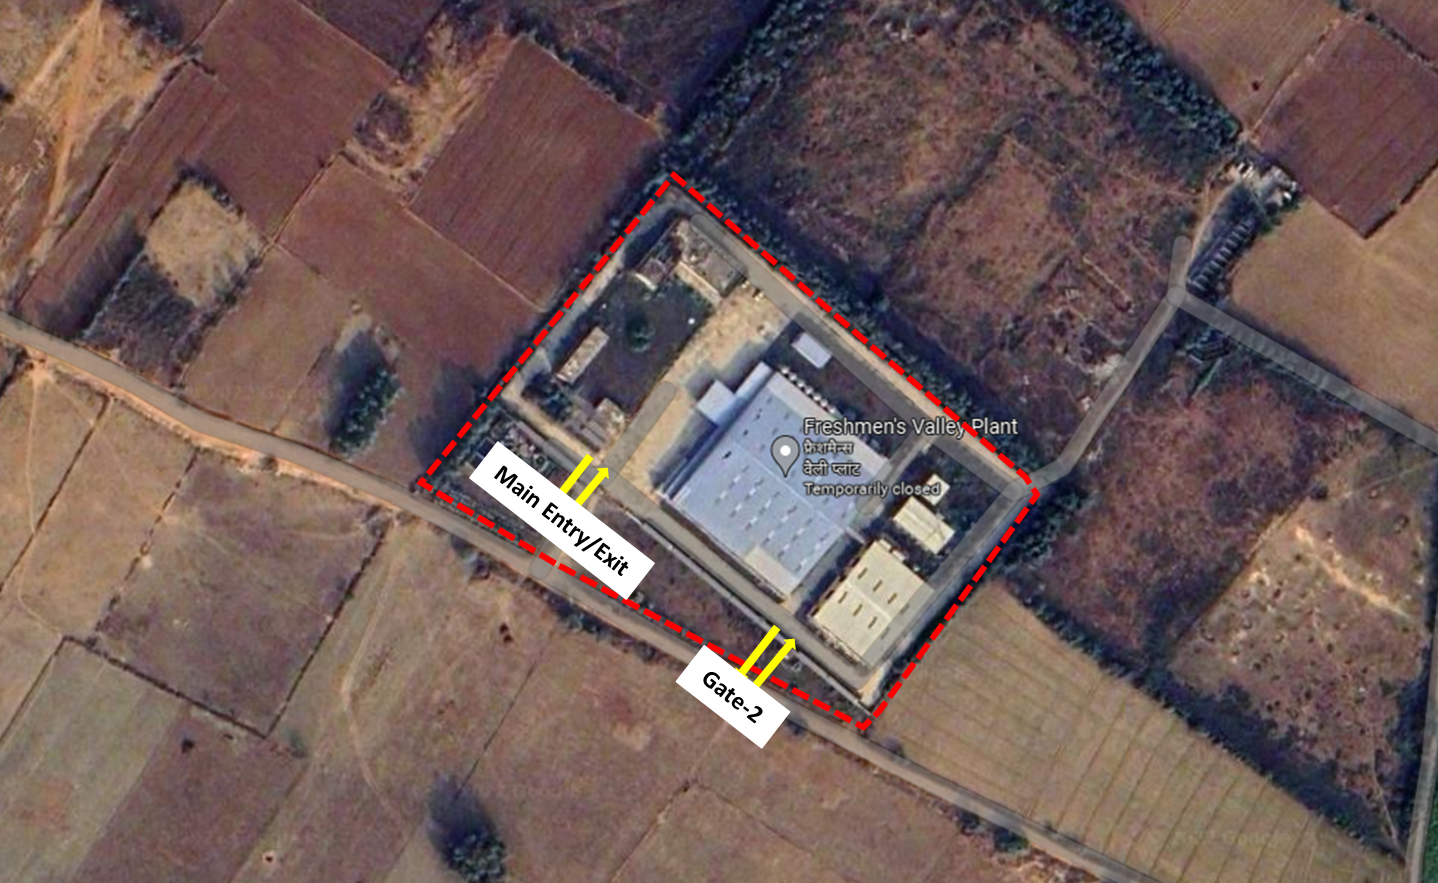 Freshmen's Valley Plant
फ्रेशमैन्स
वैली प्लांट
Temporarily closed
Main Entry/Exit
Gate-2